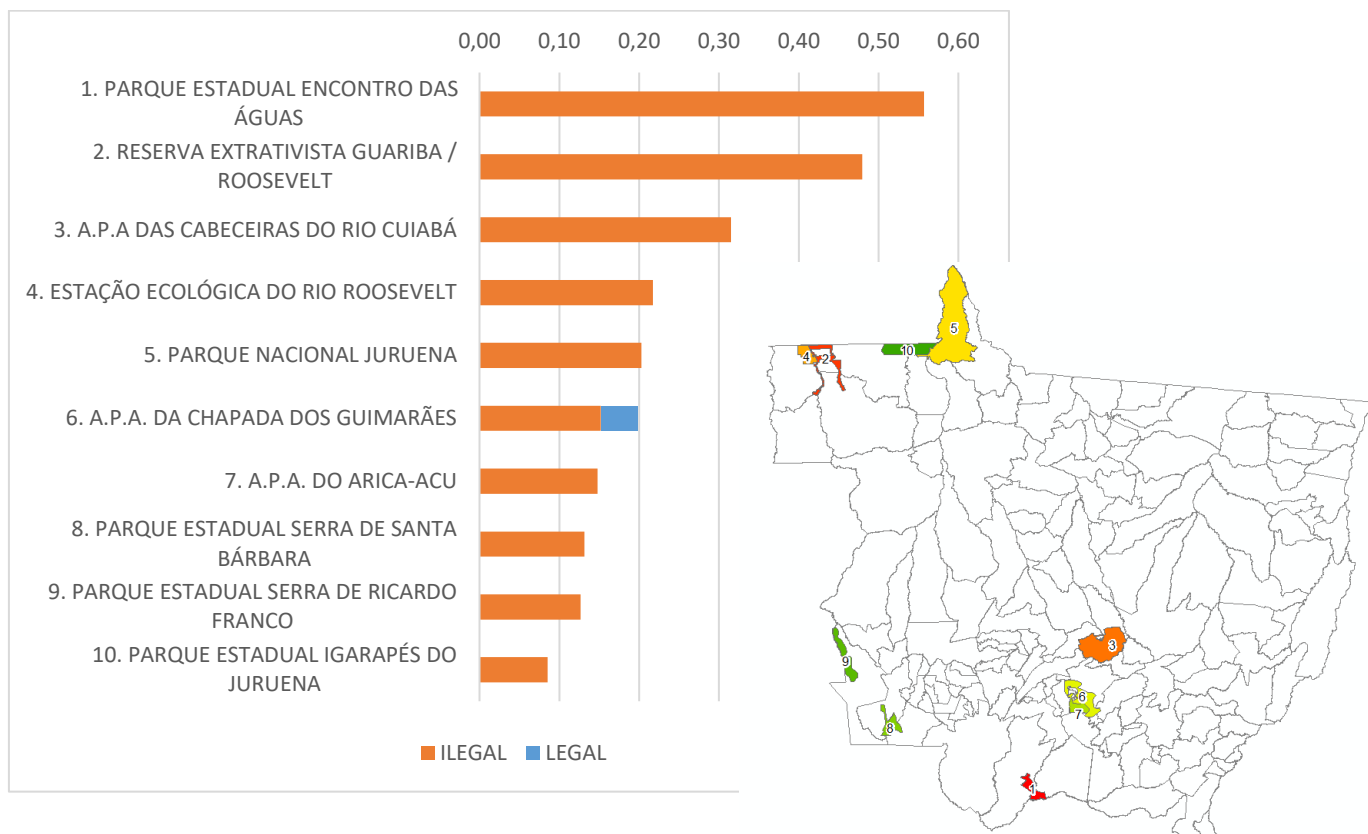 0,00 0,10 0,20 0,30 0,40 0,50 0,60
1. PARQUE ESTADUAL ENCONTRO DAS
ÁGUAS
2. RESERVA EXTRATIVISTA GUARIBA /
ROOSEVELT
3. A.P.A DAS CABECEIRAS DO RIO CUIABÁ
4. ESTAÇÃO ECOLÓGICA DO RIO ROOSEVELT
5. PARQUE NACIONAL JURUENA
6. A.P.A. DA CHAPADA DOS GUIMARÃES
7. A.P.A. DO ARICA-ACU
8. PARQUE ESTADUAL SERRA DE SANTA
BÁRBARA
9. PARQUE ESTADUAL SERRA DE RICARDO
FRANCO
10. PARQUE ESTADUAL IGARAPÉS DO
JURUENA
ILEGAL LEGAL
5
10
4 2
3
9
6
7
8
1